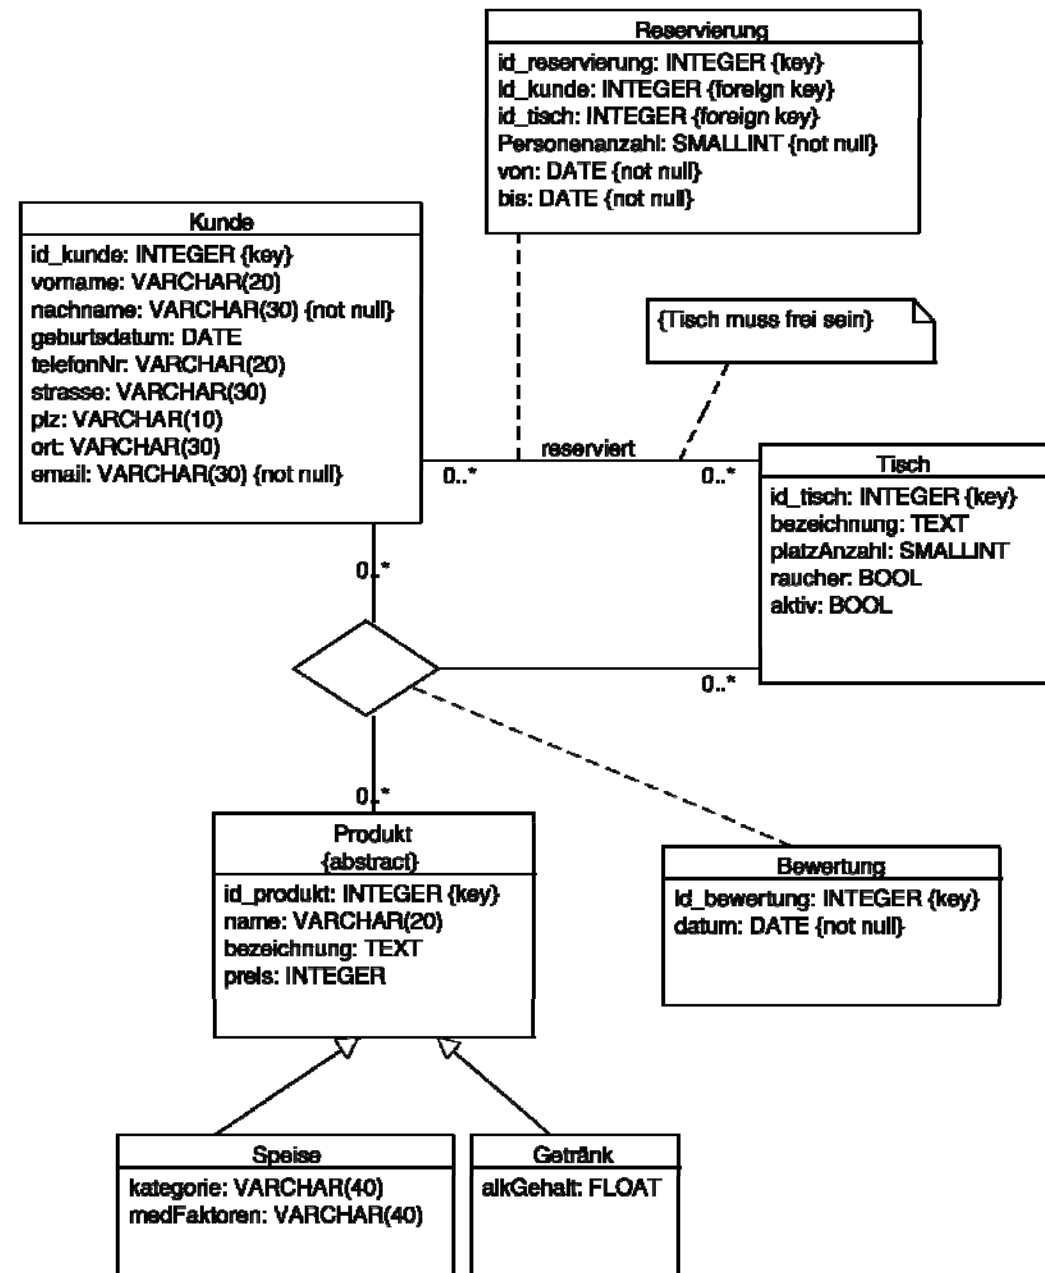 Reservierung
id_reservierung: INTEGER {key}
id_kunde: INTEGER {foreign key}
id_tisch: INTEGER {foreign key}
Personenanzahl: SMALLINT {not null}
von: DATE {not null}
bis: DATE {not null}
Kunde
id_kunde: INTEGER {key}
vorname: VARCHAR(20)
nachname: VARCHAR(30) {not null}
geburtsdatum: DATE
telefonNr: VARCHAR(20)
strasse: VARCHAR(30)
plz: VARCHAR(10)
ort: VARCHAR(30)
email: VARCHAR(30) {not null}
{Tisch muss frei sein}
reserviert
0..*
0..*
Tisch
id_tisch: INTEGER {key}
bezeichnung: TEXT
platzAnzahl: SMALLINT
raucher: BOOL
aktiv: BOOL
0..*
0..*
0..*
Produkt
{abstract}
id_produkt: INTEGER {key}
name: VARCHAR(20)
bezeichnung: TEXT
preis: INTEGER
Bewertung
id_bewertung: INTEGER {key}
datum: DATE {not null}
Speise
kategorie: VARCHAR(40)
medFaktoren: VARCHAR(40)
Getränk
alkGehalt: FLOAT